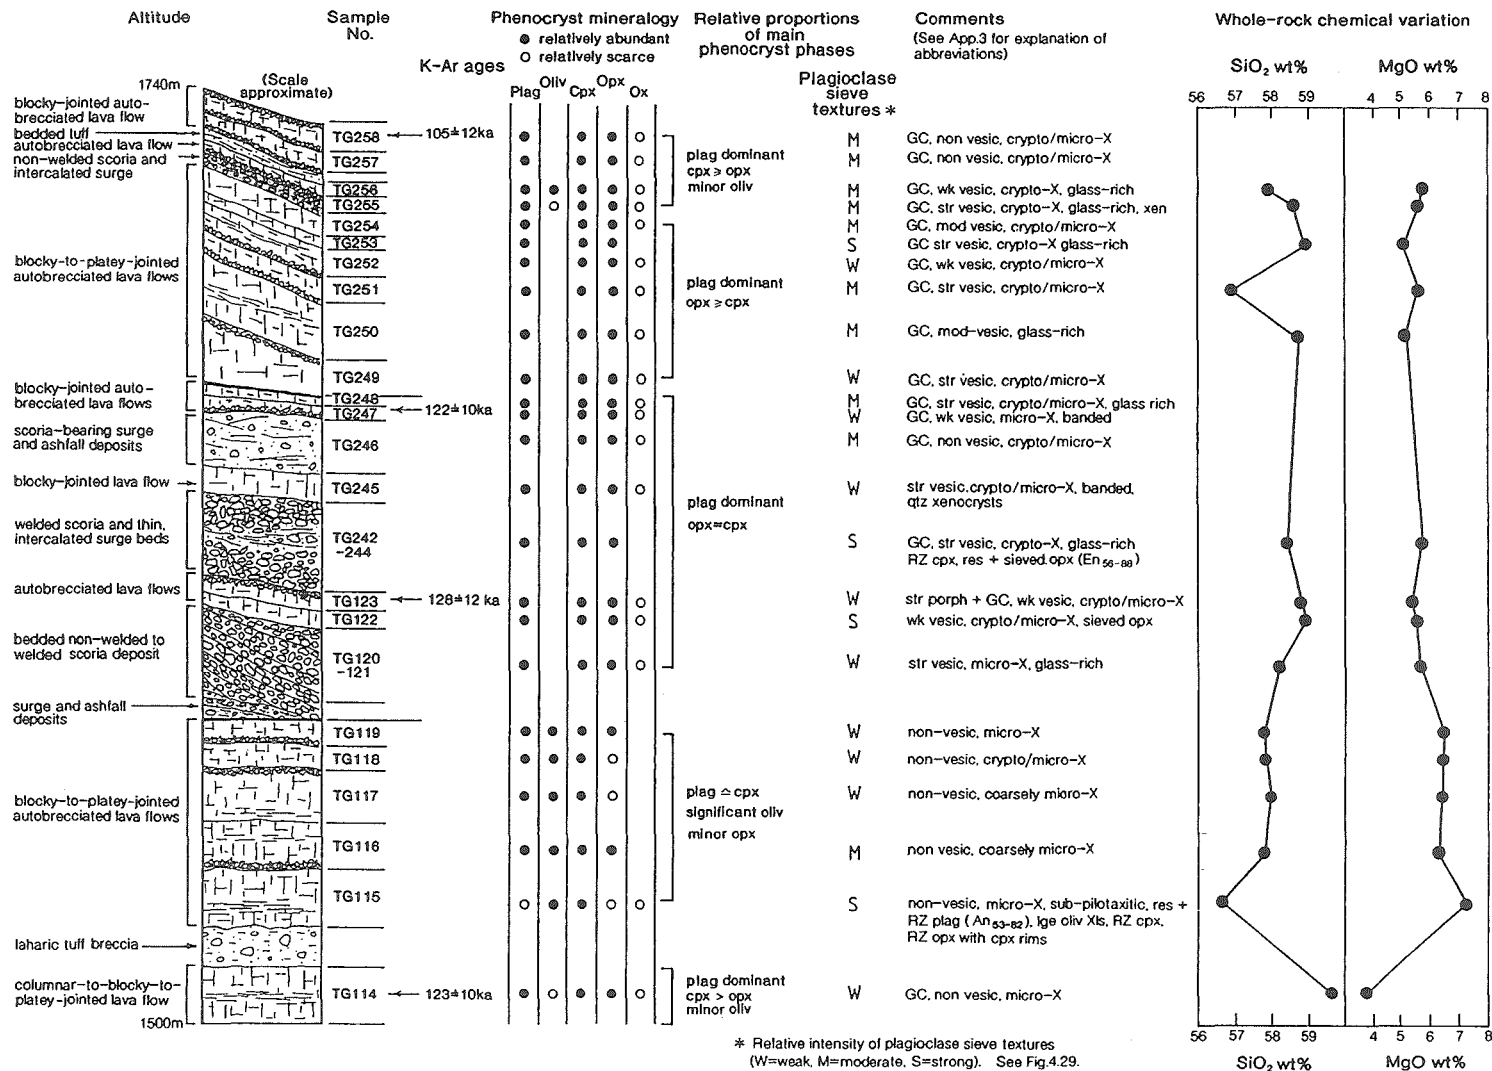 Altitude
Sample
No.
Phenocryst mineralogy
● relatively abundant
○ relatively scarce
Relative proportions
of main
phenocryst phases
Comments
(See App.3 for explanation of
abbreviations)
Whole-rock chemical variation
K-Ar ages
Plagioclase
sieve
textures *
SiO₂ wt%
MgO wt%
1740m
(Scale
approximate)
Plag Oliv Cpx Opx Ox
56 57 58 59
4 5 6 7 8
blocky-jointed auto-
brecciated lava flow
bedded tuff
autobrecciated lava flow
non-welded scoria and
intercalated surge
blocky-to-platey-jointed
autobrecciated lava flows
blocky-jointed auto-
brecciated lava flows
scoria-bearing surge
and ashfall deposits
blocky-jointed lava flow
welded scoria and thin,
intercalated surge beds
autobrecciated lava flows
bedded non-welded to
welded scoria deposit
surge and ashfall
deposits
blocky-to-platey-jointed
autobrecciated lava flows
laharic tuff breccia
columnar-to-blocky-to-
platey-jointed lava flow
1500m
TG258 105±12ka
TG257
TG256
TG255
TG254
TG253
TG252
TG251
TG250
TG249
TG248
TG247 122±10ka
TG246
TG245
TG242
-244
TG123 128±12 ka
TG122
TG120
-121
TG119
TG118
TG117
TG116
TG115
TG114 123±10ka
plag dominant
cpx ≥ opx
minor oliv
plag dominant
opx ≥ cpx
plag dominant
opx≈cpx
plag ≏ cpx
significant oliv
minor opx
plag dominant
cpx > opx
minor oliv
M GC, non vesic, crypto/micro-X
M GC, non vesic, crypto/micro-X
M GC, wk vesic, crypto-X, glass-rich
M GC, str vesic, crypto-X, glass-rich, xen
M GC, mod vesic, crypto/micro-X
S GC str vesic, crypto-X glass-rich
W GC, wk vesic, crypto/micro-X
M GC, str vesic, crypto/micro-X
M GC, mod-vesic, glass-rich
W GC, str vesic, crypto/micro-X
M GC, str vesic, crypto/micro-X, glass rich
W GC, wk vesic, micro-X, banded
M GC, non vesic, crypto/micro-X
W str vesic.crypto/micro-X, banded,
qtz xenocrysts
S GC, str vesic, crypto-X, glass-rich
RZ cpx, res + sieved opx (En₅₆₋₈₈)
W str porph + GC, wk vesic, crypto/micro-X
S wk vesic, crypto/micro-X, sieved opx
W str vesic, micro-X, glass-rich
W non-vesic, micro-X
W non-vesic, crypto/micro-X
W non-vesic, coarsely micro-X
M non vesic, coarsely micro-X
S non-vesic, micro-X, sub-pilotaxitic, res +
RZ plag (An₅₃₋₈₂), lge oliv Xls, RZ cpx,
RZ opx with cpx rims
W GC, non vesic, micro-X
56 57 58 59
4 5 6 7 8
SiO₂ wt%
MgO wt%
* Relative intensity of plagioclase sieve textures
(W=weak, M=moderate, S=strong). See Fig.4.29.